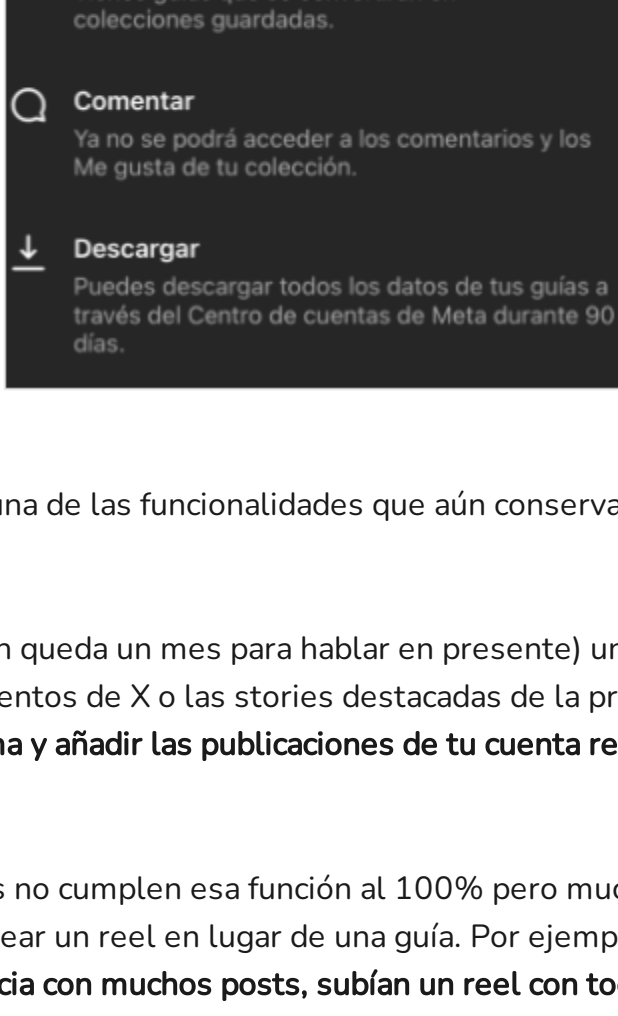 colecciones guardadas.
Comentar
Ya no se podrá acceder a los comentarios y los
Me gusta de tu colección.
Descargar
Puedes descargar todos los datos de tus guías a
través del Centro de cuentas de Meta durante 90
días.
una de las funcionalidades que aún conserva
n queda un mes para hablar en presente) un
entos de X o las stories destacadas de la pr
na y añadir las publicaciones de tu cuenta re
s no cumplen esa función al 100% pero muc
ear un reel en lugar de una guía. Por ejemp
cia con muchos posts, subían un reel con to